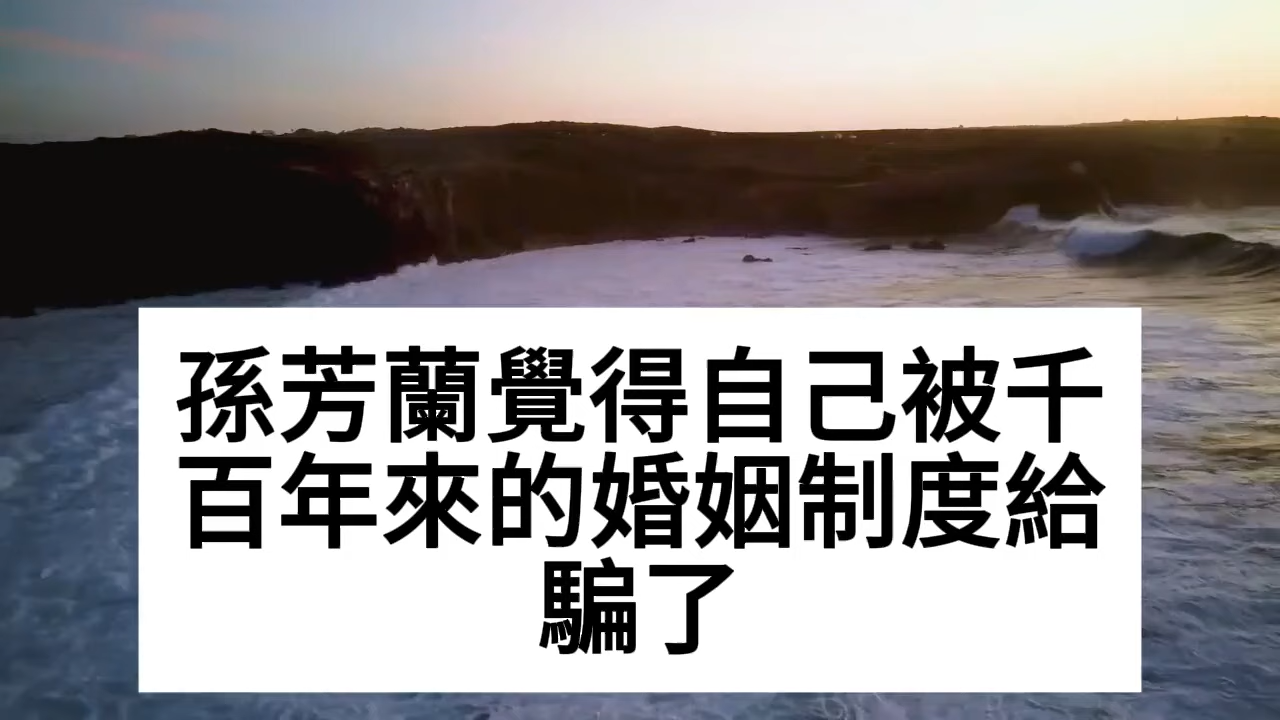 孫芳蘭覺得自己被千
百年來的婚姻制度給
騙了